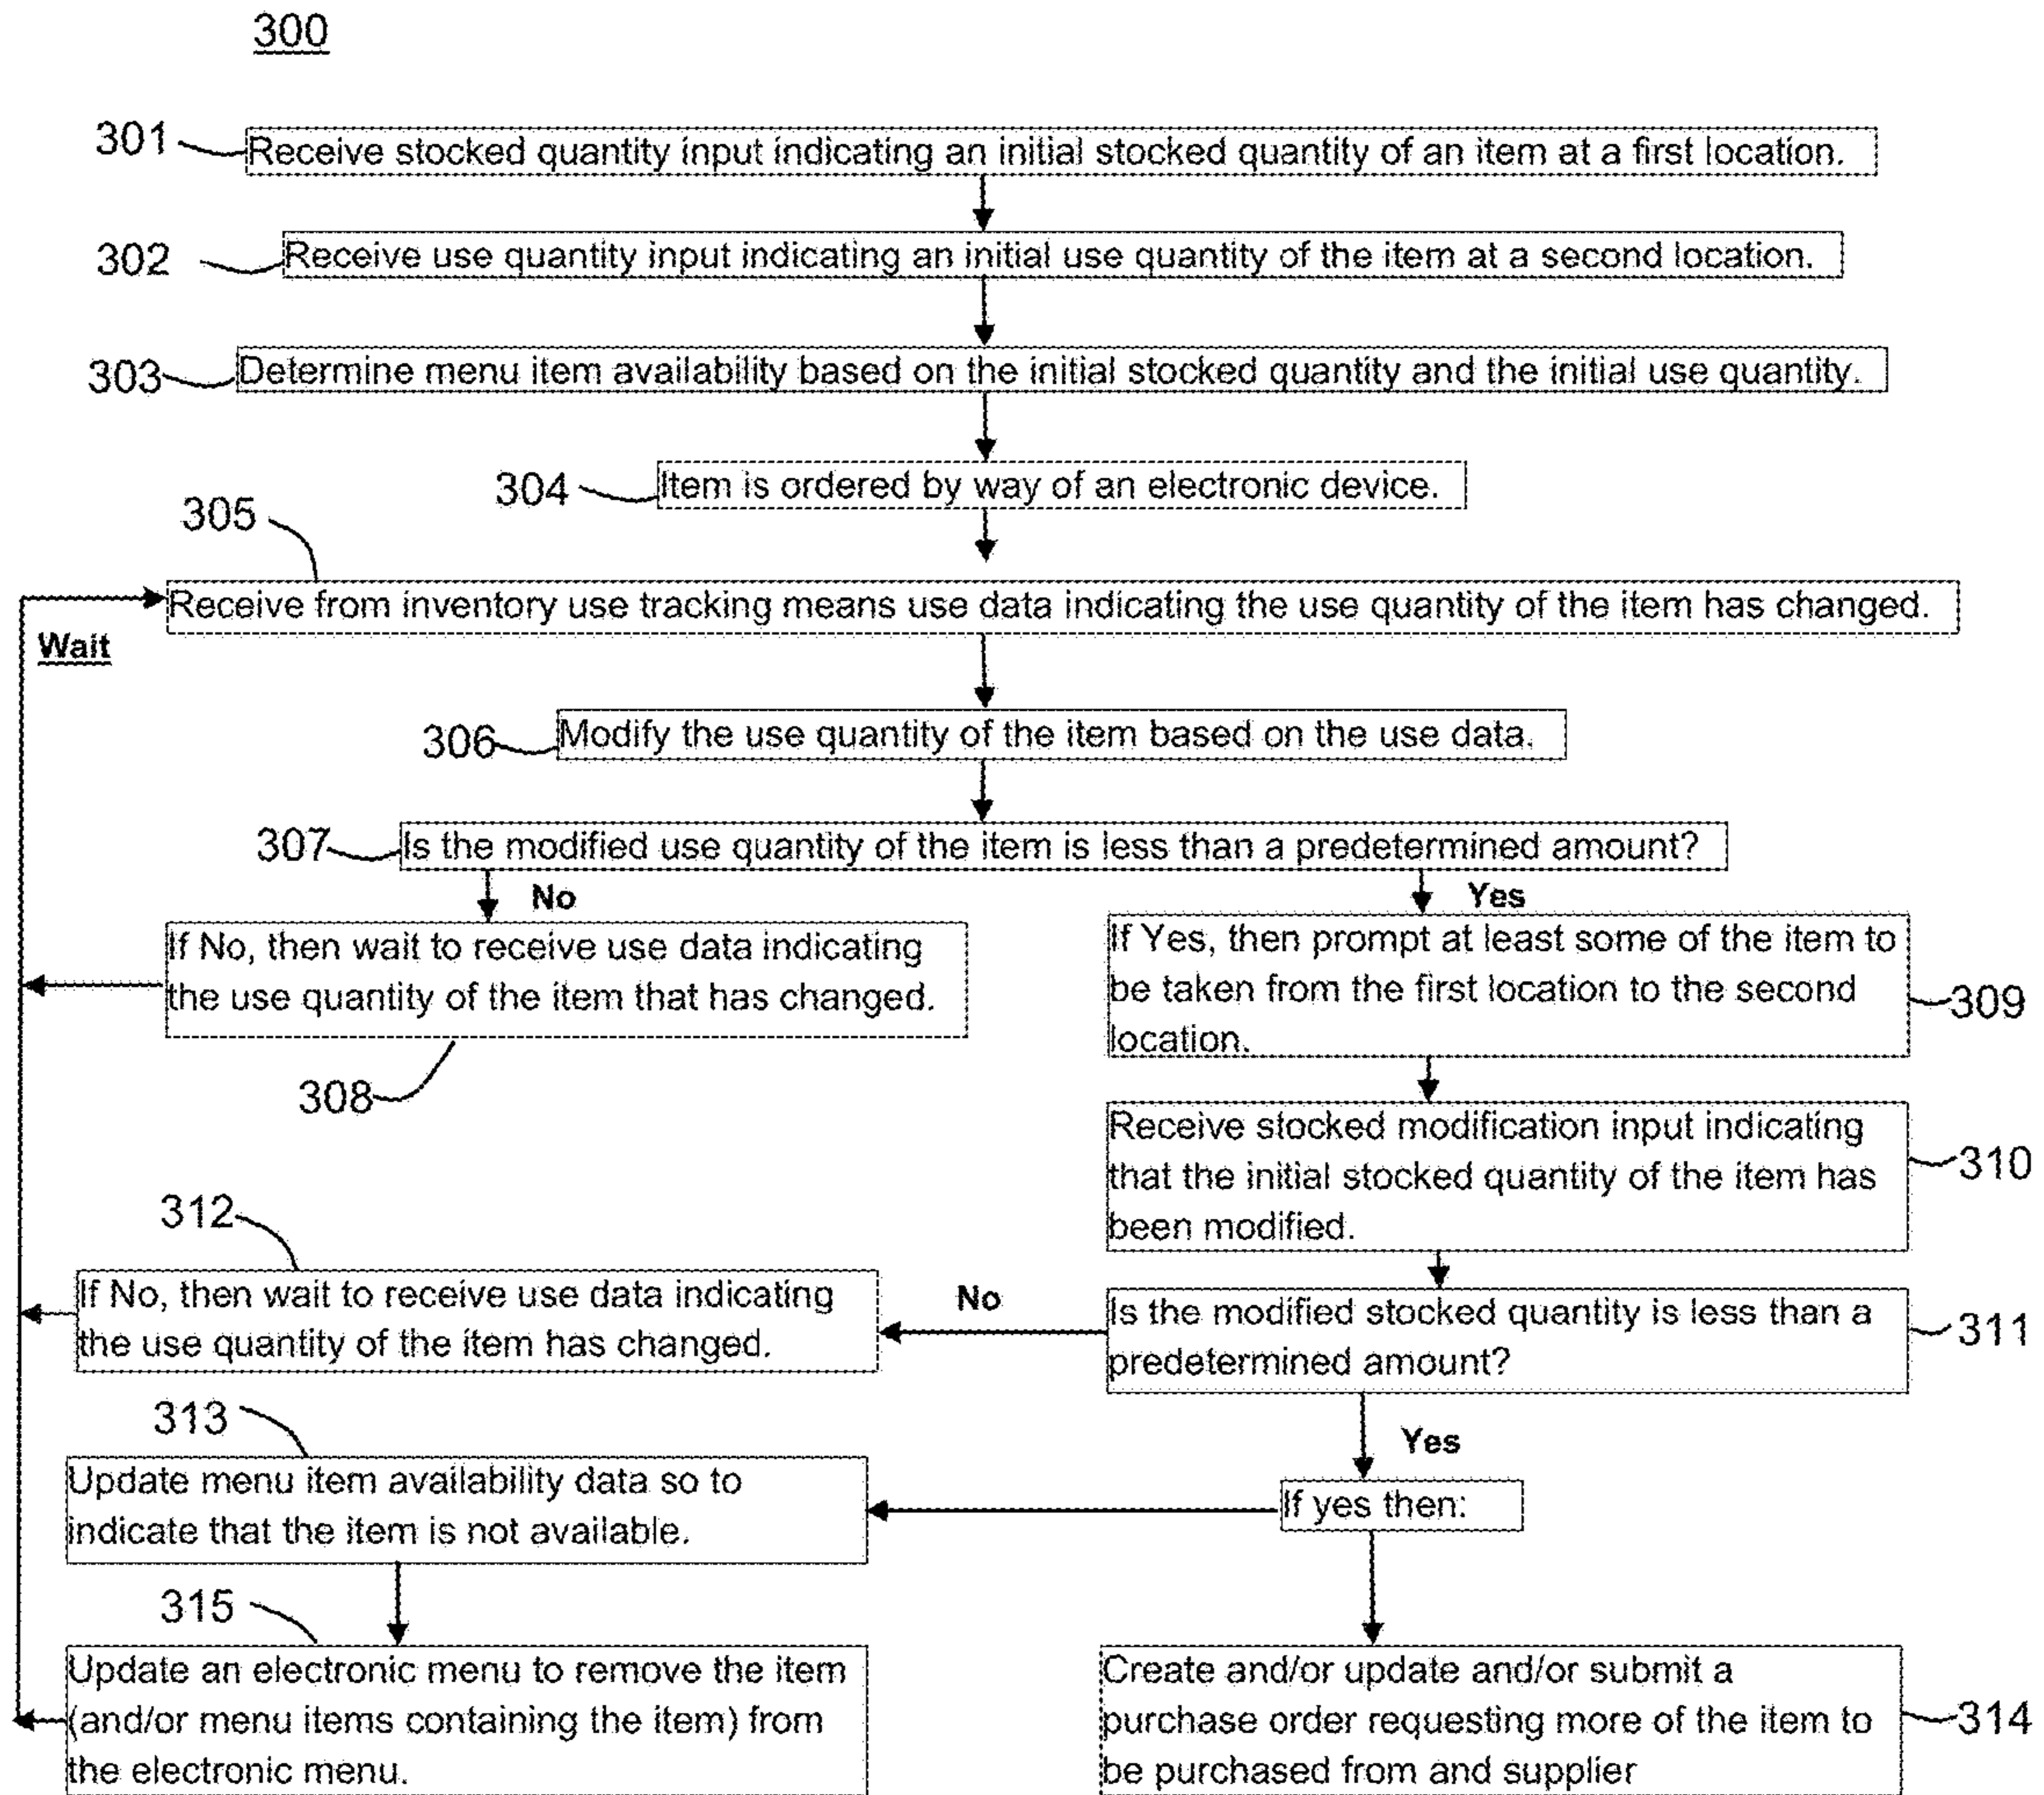 300
301
Receive stocked quantity input indicating an initial stocked quantity of an item at a first location.
302
Receive use quantity input indicating an initial use quantity of the item at a second location.
303
Determine menu item availability based on the initial stocked quantity and the initial use quantity.
304
Item is ordered by way of an electronic device.
305
Receive from inventory use tracking means use data indicating the use quantity of the item has changed.
Wait
306
Modify the use quantity of the item based on the use data.
307
Is the modified use quantity of the item is less than a predetermined amount?
No
Yes
If No, then wait to receive use data indicating
the use quantity of the item that has changed.
308
If Yes, then prompt at least some of the item to
be taken from the first location to the second
location.
309
Receive stocked modification input indicating
that the initial stocked quantity of the item has
been modified.
310
312
If No, then wait to receive use data indicating
the use quantity of the item has changed.
No
Is the modified stocked quantity is less than a
predetermined amount?
311
Yes
313
Update menu item availability data so to
indicate that the item is not available.
If yes then:
315
Update an electronic menu to remove the item
(and/or menu items containing the item) from
the electronic menu.
Create and/or update and/or submit a
purchase order requesting more of the item to
be purchased from and supplier
314